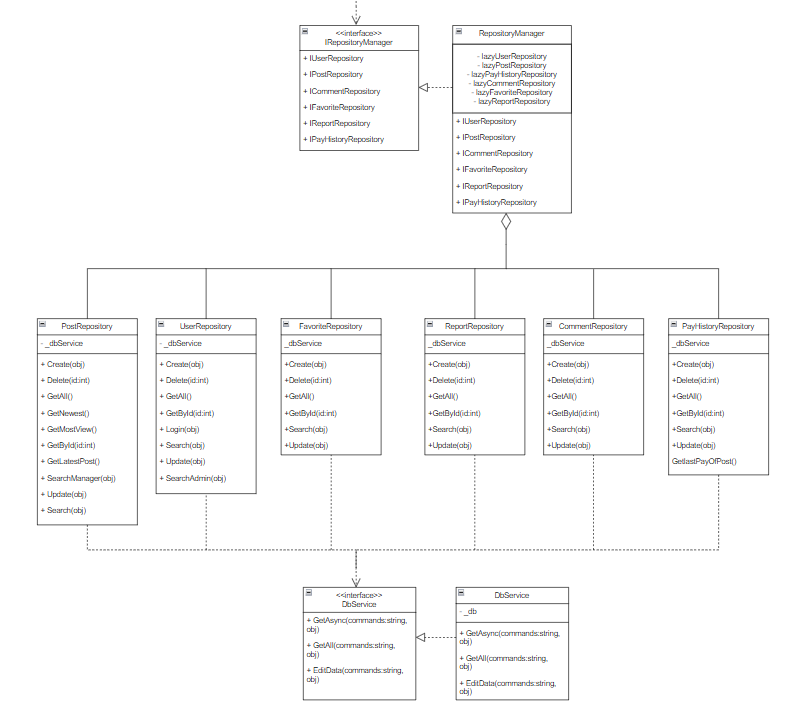 <<interface>>
IRepositoryManager
+ IUserRepository
+ IPostRepository
+ ICommentRepository
+ IFavoriteRepository
+ IReportRepository
+ IPayHistoryRepository
RepositoryManager
- lazyUserRepository
- lazyPostRepository
- lazyPayHistoryRepository
- lazyCommentRepository
- lazyFavoriteRepository
- lazyReportRepository
+ IUserRepository
+ IPostRepository
+ ICommentRepository
+ IFavoriteRepository
+ IReportRepository
+ IPayHistoryRepository
PostRepository
- _dbService
+ Create(obj)
+ Delete(id:int)
+ GetAll()
+ GetNewest()
+ GetMostView()
+ GetById(id:int)
+ GetLatestPost()
+ SearchManager(obj)
+ Update(obj)
+ Search(obj)
UserRepository
- _dbService
+ Create(obj)
+ Delete(id:int)
+ GetAll()
+ GetById(id:int)
+ Login(obj)
+ Search(obj)
+ Update(obj)
+ SearchAdmin(obj)
FavoriteRepository
_dbService
+Create(obj)
+Delete(id:int)
+GetAll()
+GetById(id:int)
+Search(obj)
+Update(obj)
ReportRepository
_dbService
+Create(obj)
+Delete(id:int)
+GetAll()
+GetById(id:int)
+Search(obj)
+Update(obj)
CommentRepository
_dbService
+Create(obj)
+Delete(id:int)
+GetAll()
+GetById(id:int)
+Search(obj)
+Update(obj)
PayHistoryRepository
_dbService
+Create(obj)
+Delete(id:int)
+GetAll()
+GetById(id:int)
+Search(obj)
+Update(obj)
GetlastPayOfPost()
<<interface>>
DbService
+ GetAsync(commands:string,
obj)
+ GetAll(commands:string,
obj)
+ EditData(commands:string,
obj)
DbService
- _db
+ GetAsync(commands:string,
obj)
+ GetAll(commands:string,
obj)
+ EditData(commands:string,
obj)